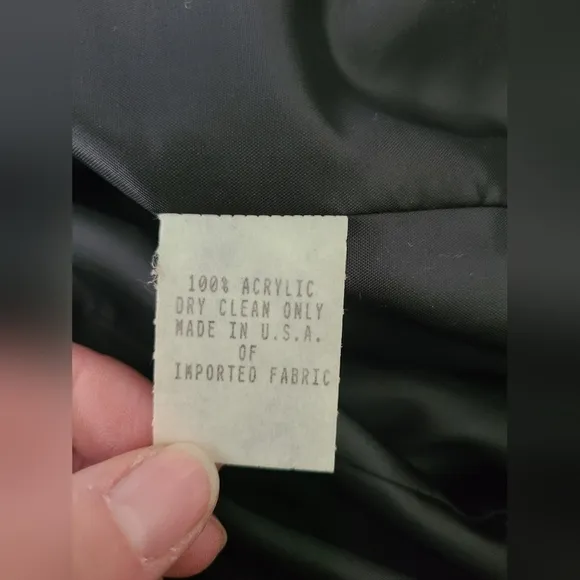 100% ACRYLIC
DRY CLEAN ONLY
MADE IN U.S.A.
OF
IMPORTED FABRIC